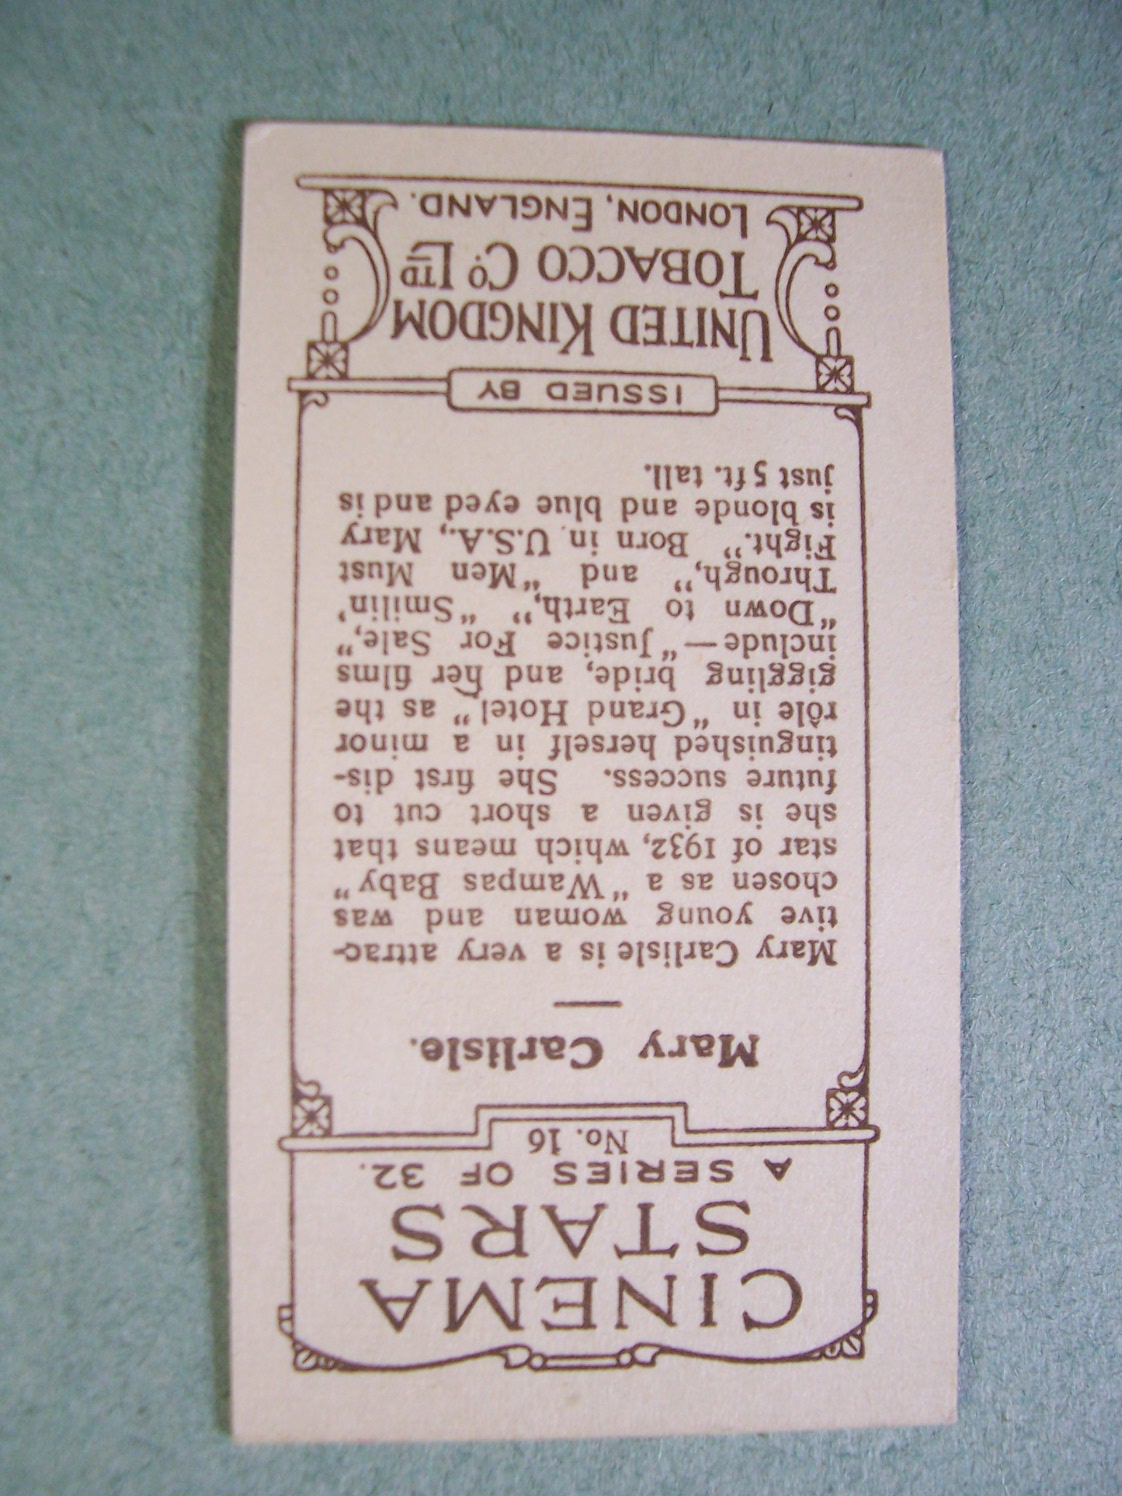 CINEMA
STARS
A SERIES OF 32.
No. 16
Mary Carlisle.
Mary Carlisle is a very attrac-
tive young woman and was
chosen as a “Wampas Baby”
star of 1932, which means that
she is given a short cut to
future success. She first dis-
tinguished herself in a minor
rôle in “Grand Hotel” as the
giggling bride, and her films
include—“Justice For Sale,”
“Down to Earth,” “Smilin’
Through,” and “Men Must
Fight.” Born in U.S.A., Mary
is blonde and blue eyed and is
just 5 ft. tall.
ISSUED BY
UNITED KINGDOM
TOBACCO CO. LTD
LONDON, ENGLAND.